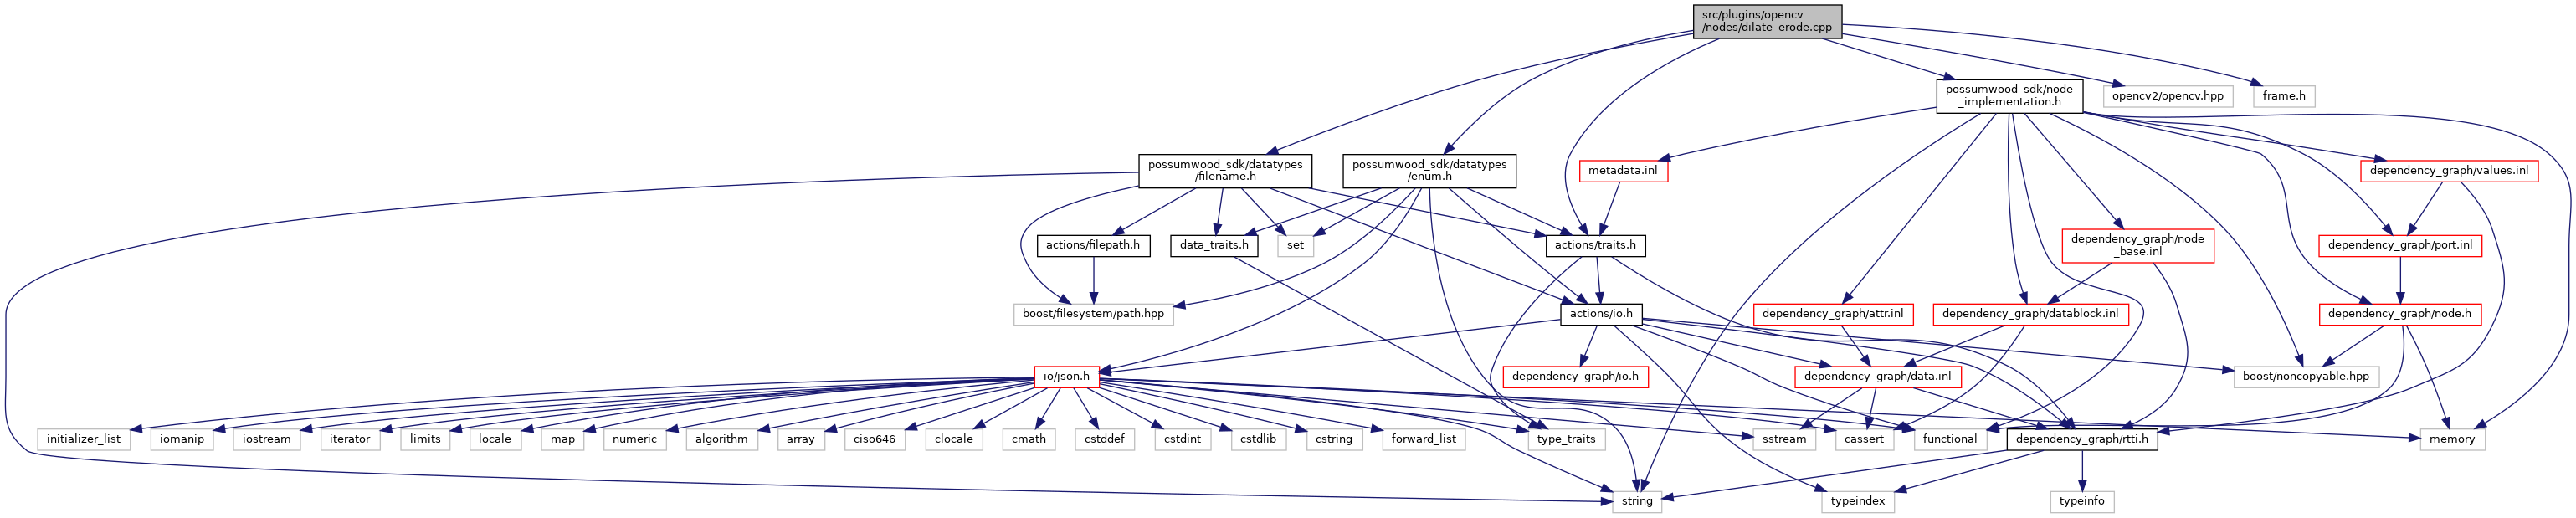 src/plugins/opencv
/nodes/dilate_erode.cpp
possumwood_sdk/node
_implementation.h
opencv2/opencv.hpp
frame.h
possumwood_sdk/datatypes
/filename.h
possumwood_sdk/datatypes
/enum.h
metadata.inl
dependency_graph/values.inl
actions/filepath.h
data_traits.h
set
actions/traits.h
dependency_graph/node
_base.inl
dependency_graph/port.inl
boost/filesystem/path.hpp
actions/io.h
dependency_graph/attr.inl
dependency_graph/datablock.inl
dependency_graph/node.h
io/json.h
dependency_graph/io.h
dependency_graph/data.inl
boost/noncopyable.hpp
initializer_list
iomanip
iostream
iterator
limits
locale
map
numeric
algorithm
array
ciso646
clocale
cmath
cstddef
cstdint
cstdlib
cstring
forward_list
type_traits
sstream
cassert
functional
dependency_graph/rtti.h
memory
string
typeindex
typeinfo